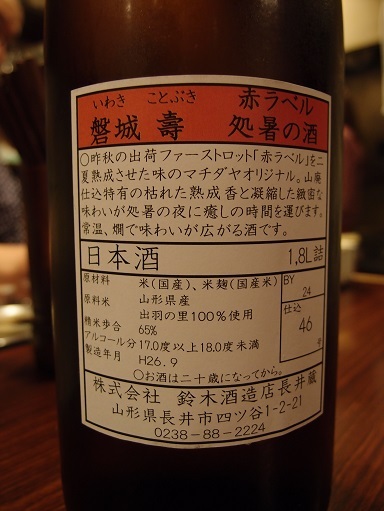 いわき ことぶき 赤ラベル
磐城 壽 処暑の酒
○昨秋の出荷ファーストロット「赤ラベル」を二
夏熟成させた味のマチダヤオリジナル。山廃
仕込特有の枯れた熟成香と凝縮した緻密な
味わいが処暑の夜に癒しの時間を運びます。
常温、燗で味わいが広がる酒です。
日本酒 1,8L詰
原材料 米(国産)、米麹(国産米)
原料米 山形県産
出羽の里100%使用
精米歩合 65%
アルコール分 17.0度以上18.0度未満
製造年月 H26.9
BY
24
仕込
46
号
○お酒は二十歳になってから。
株式会社 鈴木酒造店長井蔵
山形県長井市四ツ谷1-2-21
0238-88-2224